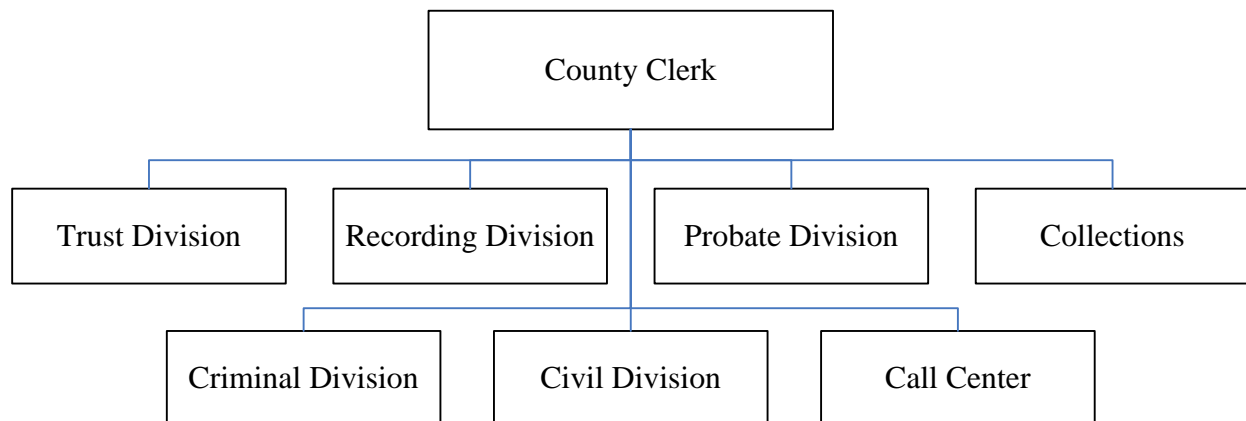 County Clerk
Trust Division
Recording Division
Probate Division
Collections
Criminal Division
Civil Division
Call Center